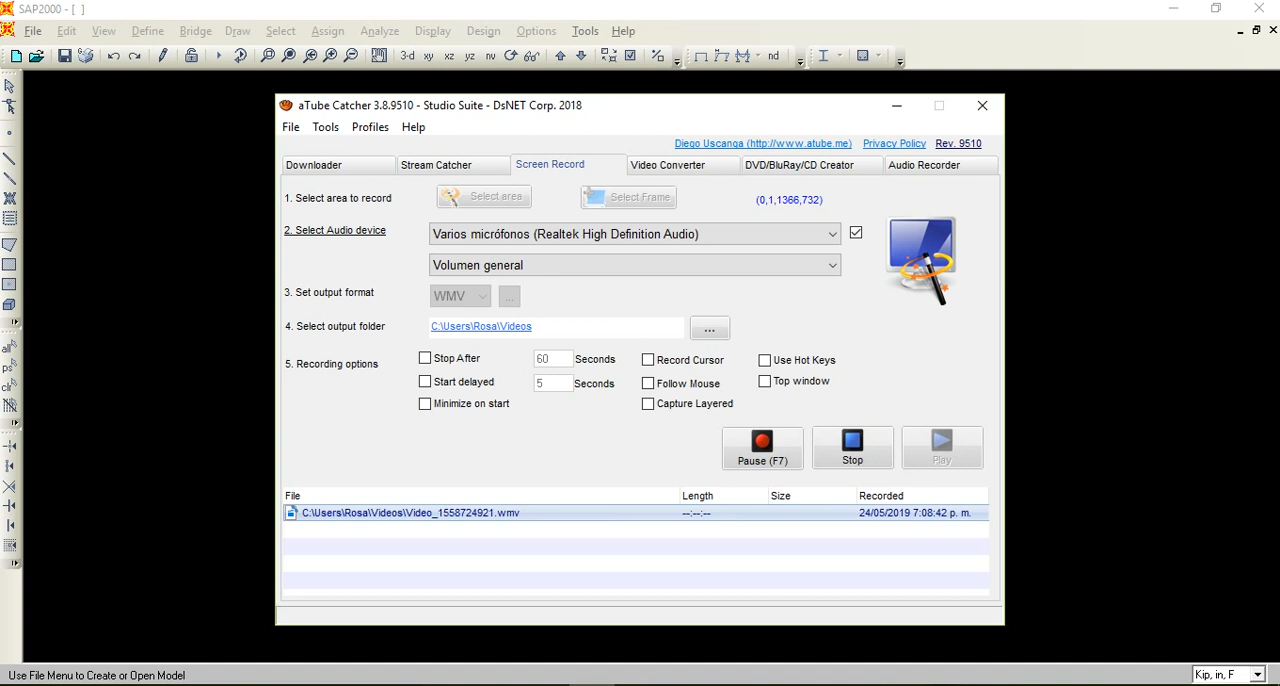 SAP2000 - [ ]
File Edit View Define Bridge Draw Select Assign Analyze Display Design Options Tools Help
3-d xy xz yz nv nd
aTube Catcher 3.8.9510 - Studio Suite - DsNET Corp. 2018
File Tools Profiles Help
Diego Uscanga (http://www.atube.me) Privacy Policy Rev. 9510
Downloader Stream Catcher Screen Record Video Converter DVD/BluRay/CD Creator Audio Recorder
1. Select area to record Select area Select Frame (0,1,1366,732)
2. Select Audio device Varios micrófonos (Realtek High Definition Audio)
Volumen general
3. Set output format WMV ...
4. Select output folder C:\Users\Rosa\Videos ...
5. Recording options Stop After 60 Seconds Record Cursor Use Hot Keys
Start delayed 5 Seconds Follow Mouse Top window
Minimize on start Capture Layered
Pause (F7) Stop Play
File Length Size Recorded
C:\Users\Rosa\Videos\Video_1558724921.wmv --:--:-- 24/05/2019 7:08:42 p. m.
all
ps
clr
Use File Menu to Create or Open Model Kip, in, F